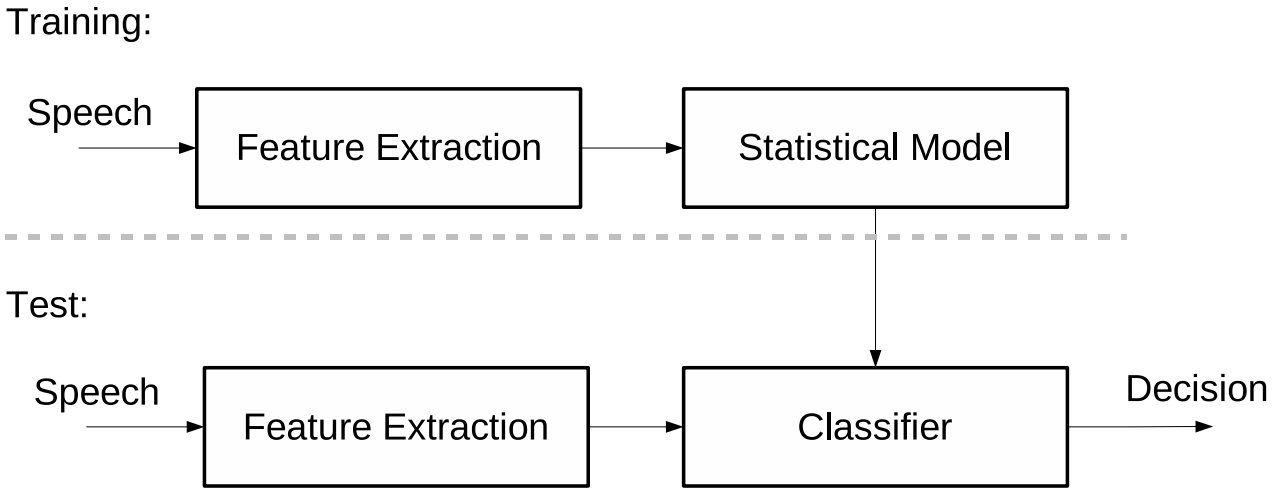 Training:
Speech
Feature Extraction
Statistical Model
Test:
Speech
Feature Extraction
Classifier
Decision